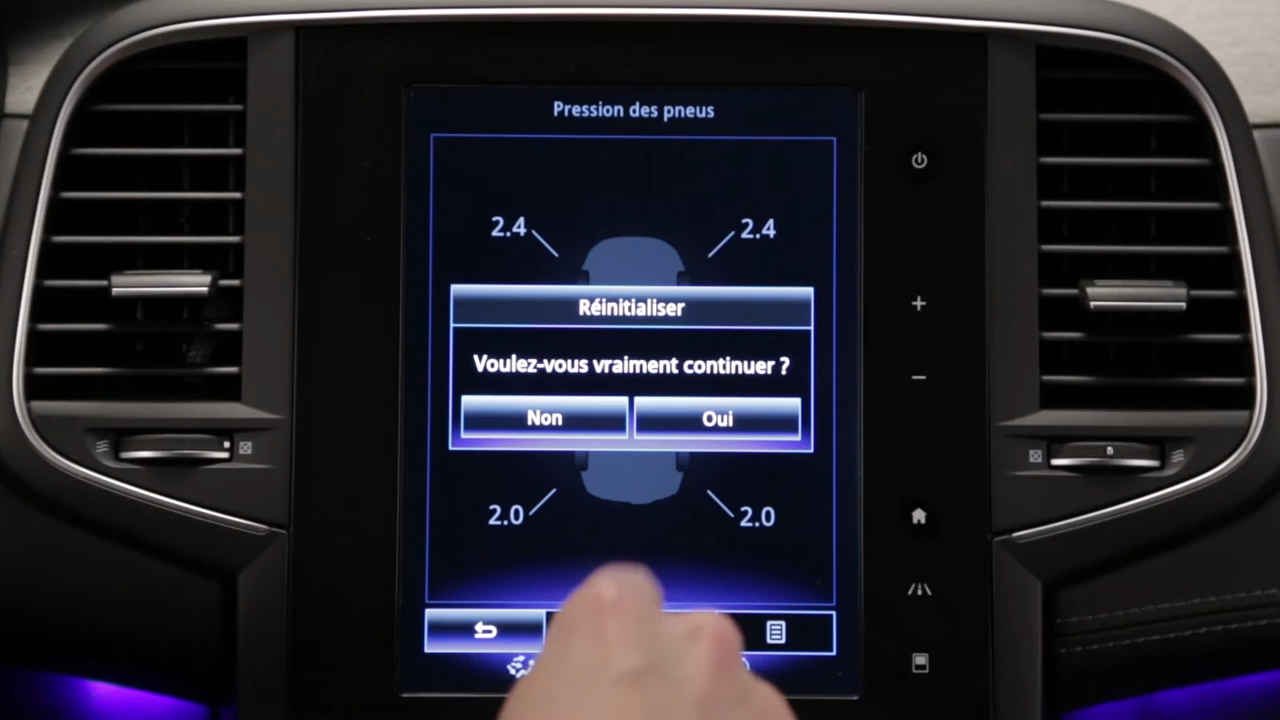 Pression des pneus
2.4
2.4
Réinitialiser
Voulez-vous vraiment continuer ?
Non
Oui
2.0
2.0